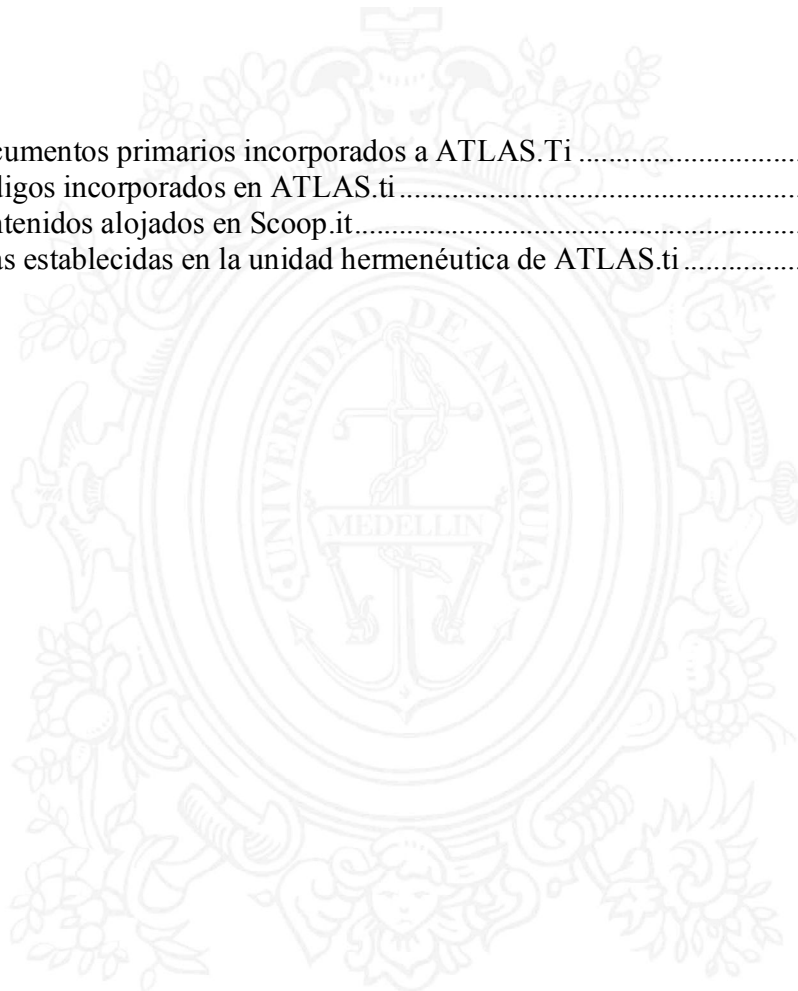 cumentos primarios incorporados a ATLAS.Ti ............................
digos incorporados en ATLAS.ti ....................................................
ntenidos alojados en Scoop.it .........................................................
as establecidas en la unidad hermenéutica de ATLAS.ti ..............
UNIVERSIDAD DE ANTIOQUIA
MEDELLIN